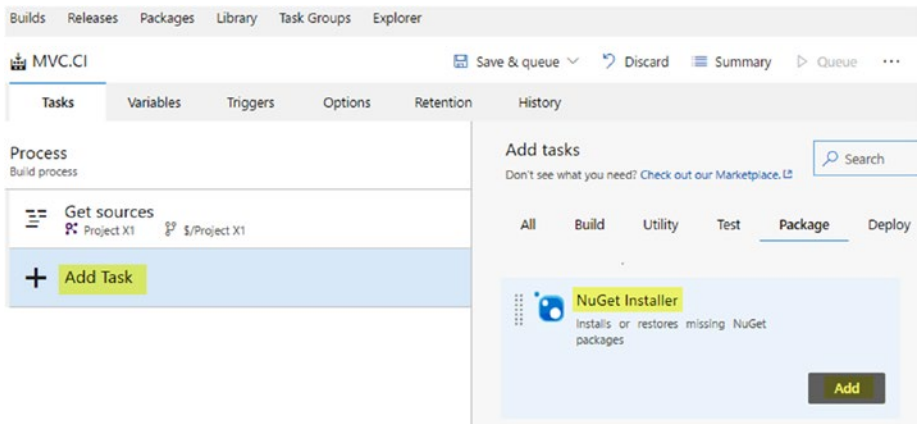 Builds Releases Packages Library Task Groups Explorer
MVC.CI Save & queue Discard Summary Queue ...
Tasks Variables Triggers Options Retention History
Process
Build process
Add tasks
Don't see what you need? Check out our Marketplace.
Search
Get sources
Project X1 $/Project X1
All Build Utility Test Package Deploy
Add Task
NuGet Installer
Installs or restores missing NuGet
packages
Add